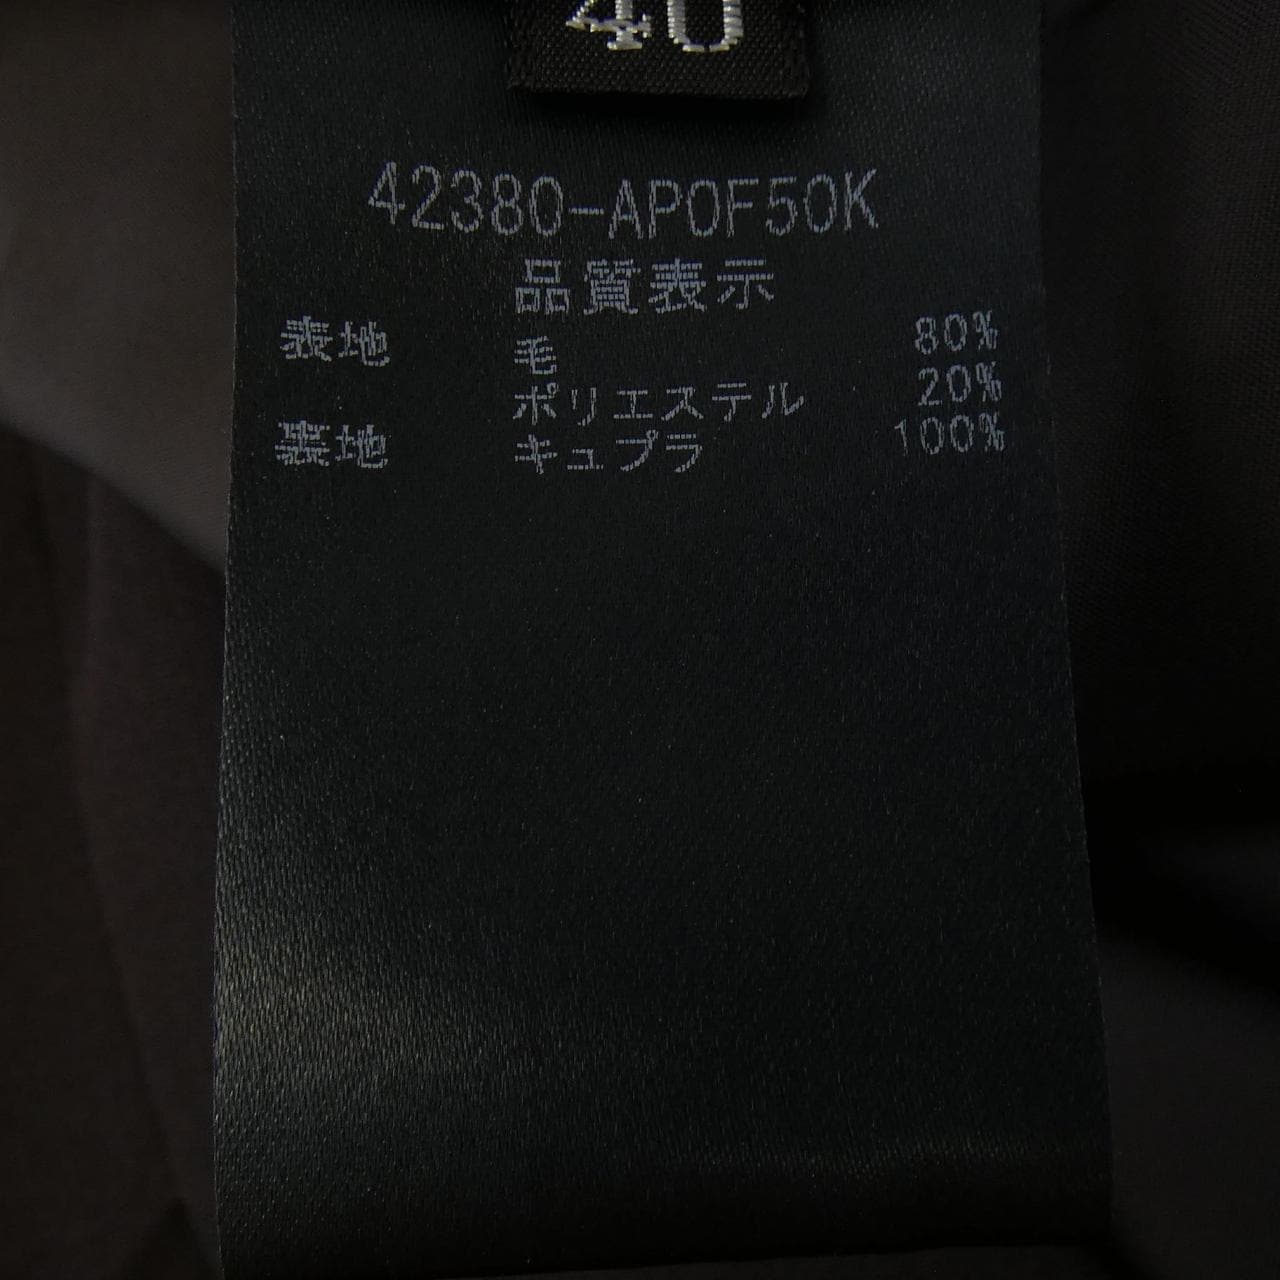 40
42380-AP0F50K
品質表示
表地 毛 80%
ポリエステル 20%
裏地 キュプラ 100%